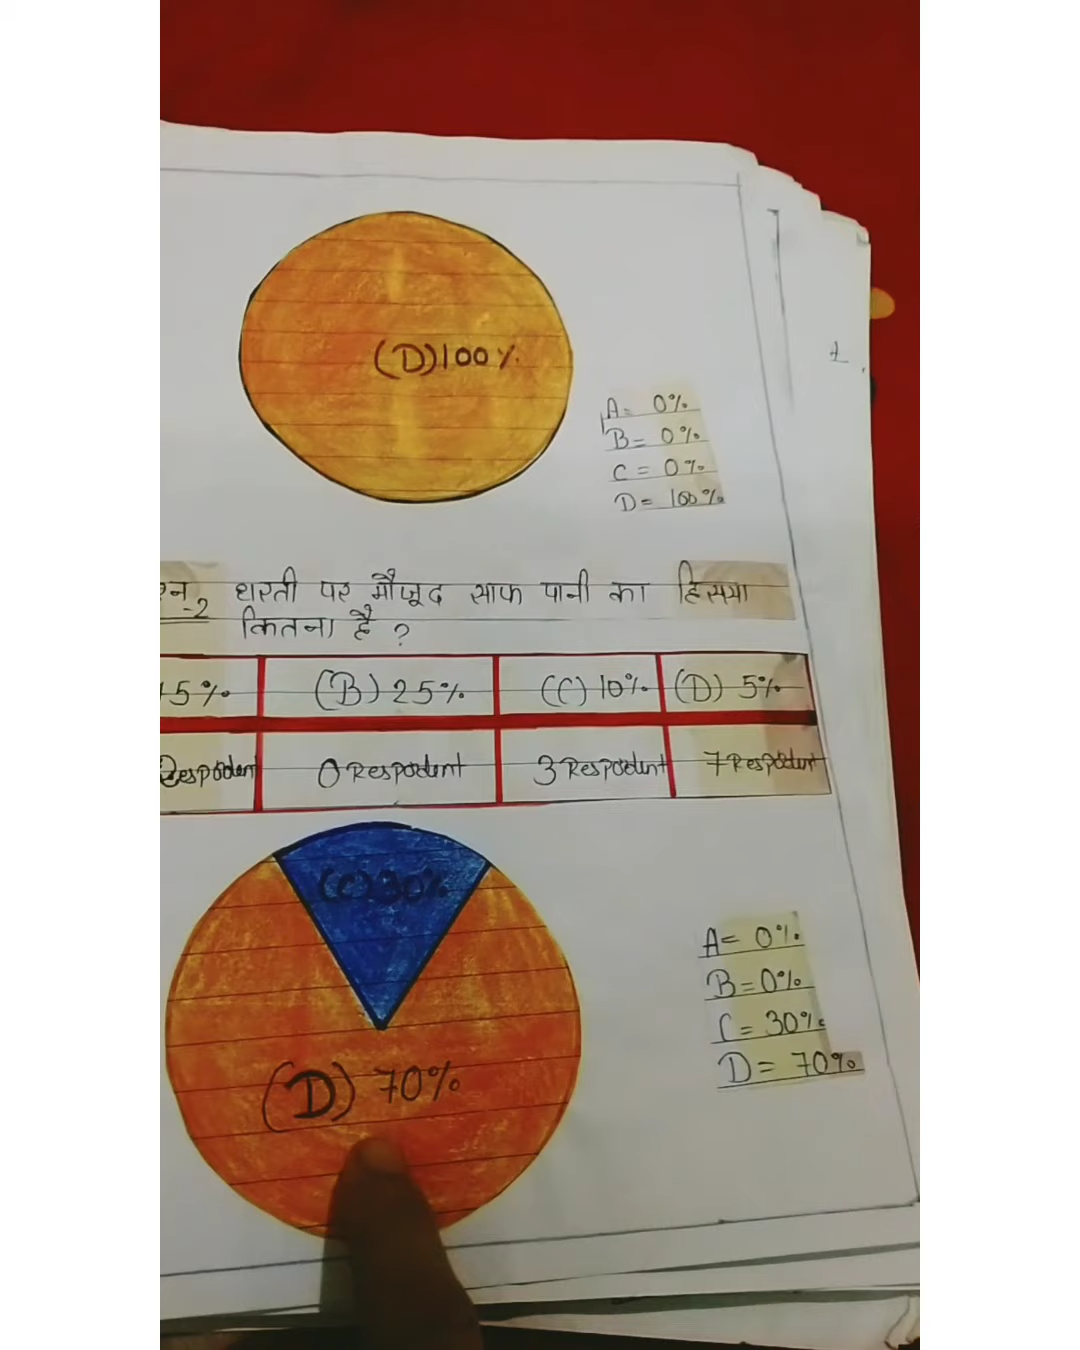 (D)100%
A= 0%
B= 0%
C= 0%
D= 100%
-2 धरती पर मौजूद साफ पानी का हिस्सा
कितना है ?
5% (B) 25% (C) 10% (D) 5%
Respodent 0 Respodent 3 Respodent 7 Respodent
(C)30%
(D) 70%
A= 0%
B=0%
C= 30%
D= 70%